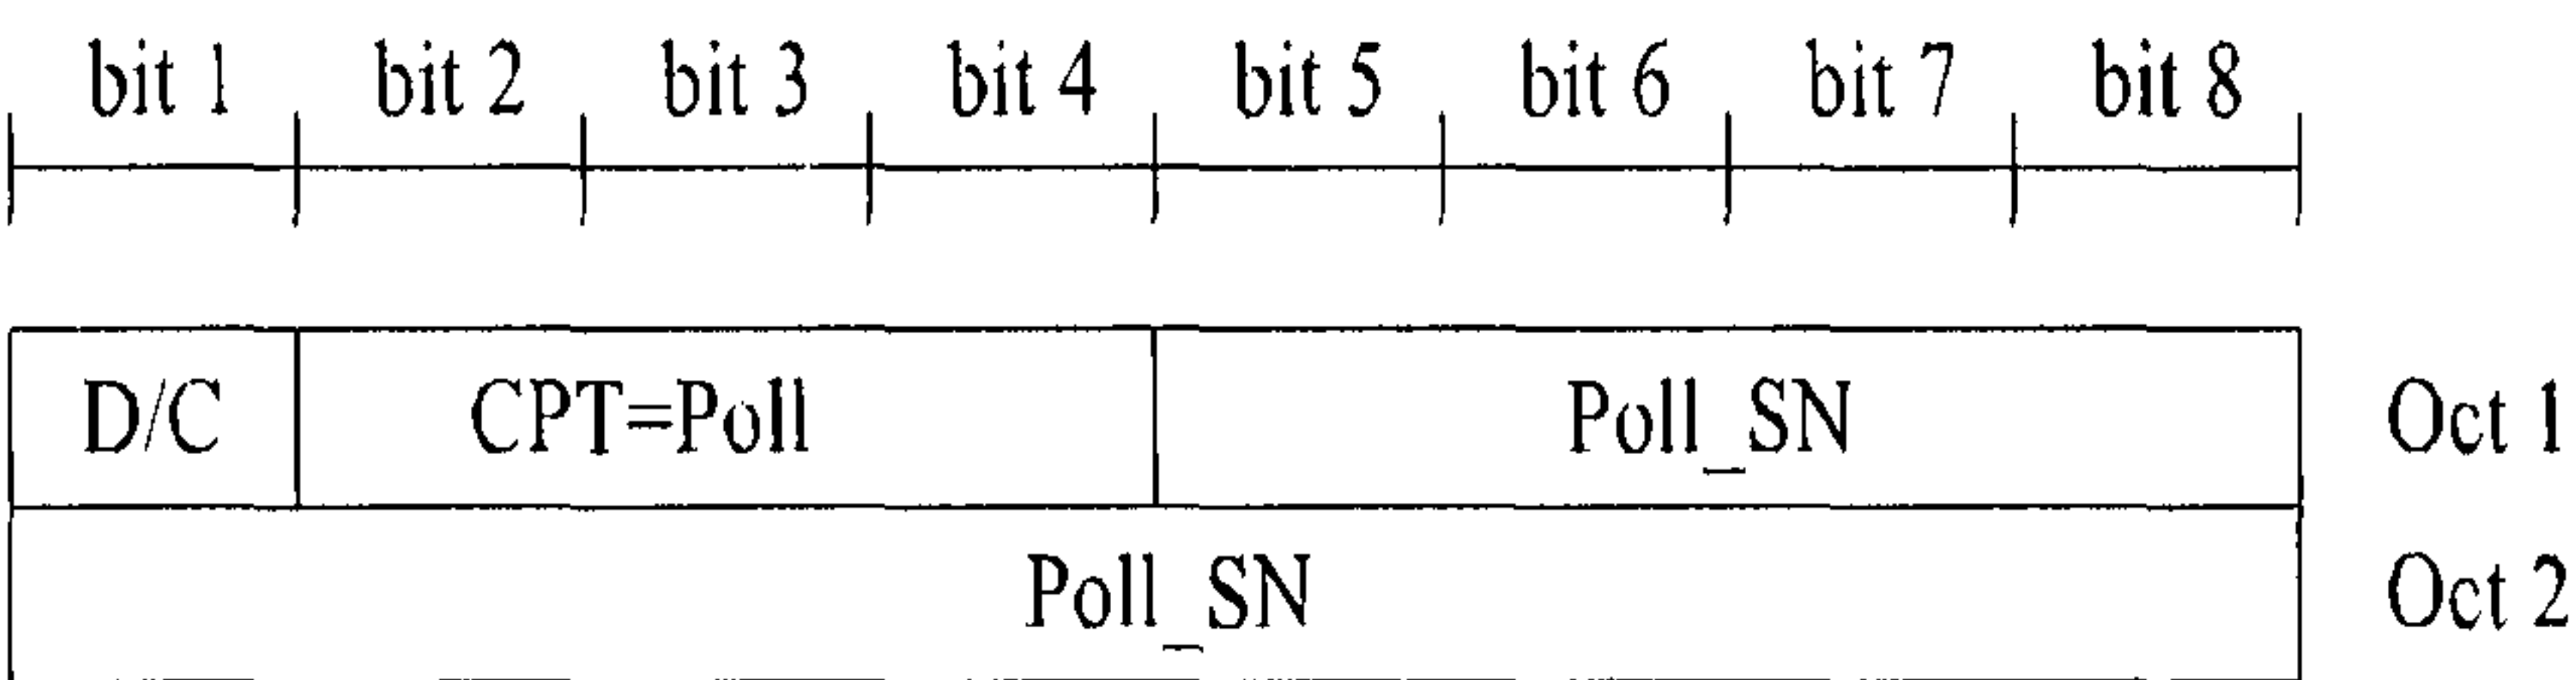 bit 1 bit 2 bit 3 bit 4 bit 5 bit 6 bit 7 bit 8
D/C CPT=Poll Poll_SN Oct 1
Poll_SN Oct 2